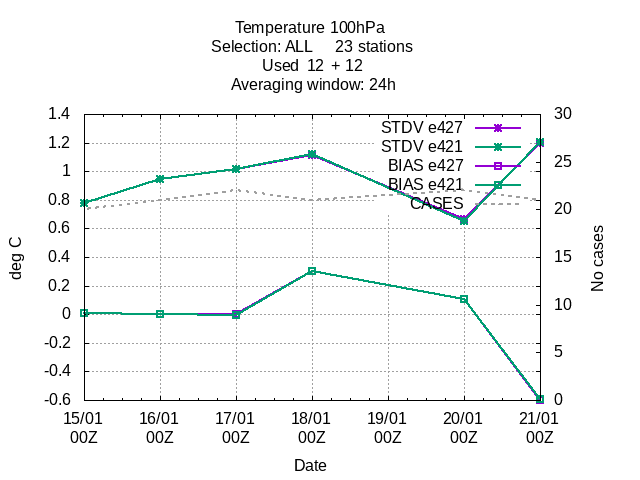 Temperature 100hPa
Selection: ALL 23 stations
Used 12 + 12
Averaging window: 24h
1.4
1.2
1
0.8
0.6
0.4
0.2
0
-0.2
-0.4
-0.6
deg C
30
25
20
15
10
5
0
No cases
STDV e427
STDV e421
BIAS e427
BIAS e421
CASES
15/01 16/01 17/01 18/01 19/01 20/01 21/01
00Z 00Z 00Z 00Z 00Z 00Z 00Z
Date